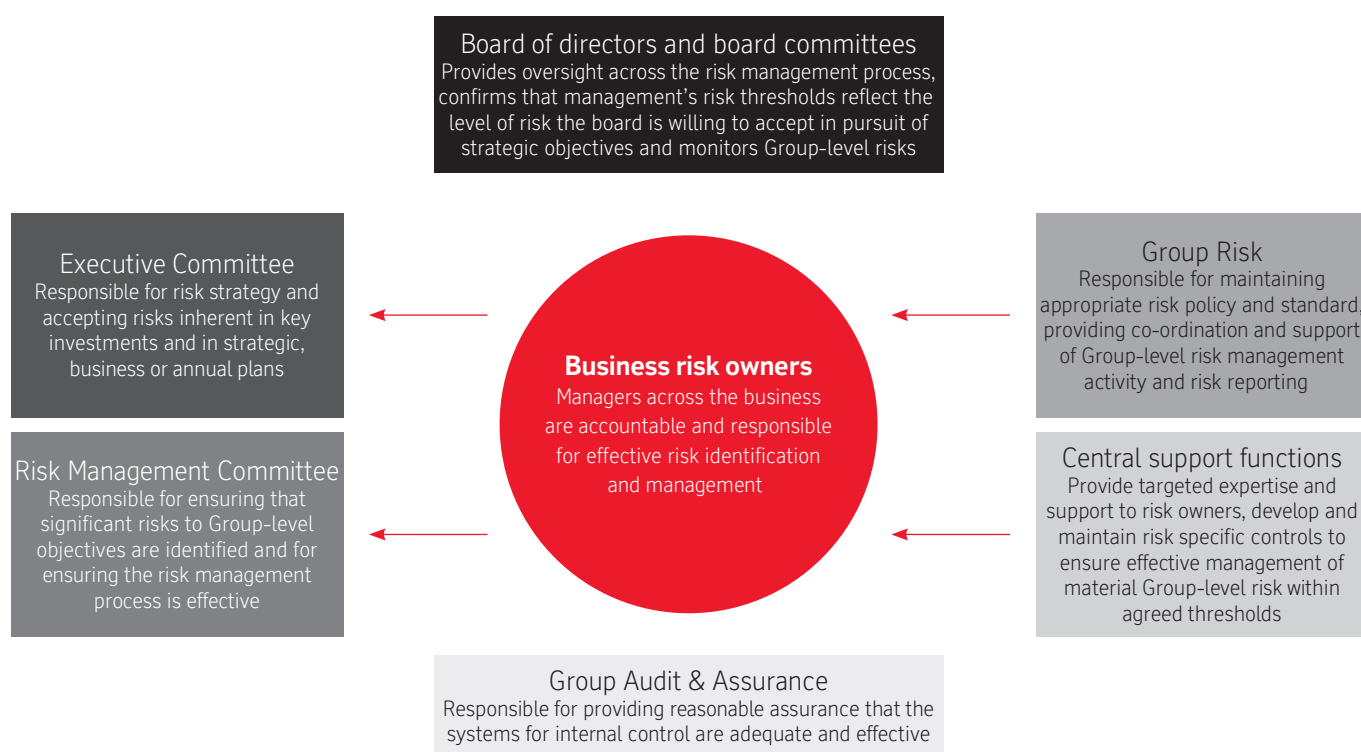 Board of directors and board committees
Provides oversight across the risk management process,
confirms that management’s risk thresholds reflect the
level of risk the board is willing to accept in pursuit of
strategic objectives and monitors Group-level risks
Executive Committee
Responsible for risk strategy and
accepting risks inherent in key
investments and in strategic,
business or annual plans
Risk Management Committee
Responsible for ensuring that
significant risks to Group-level
objectives are identified and for
ensuring the risk management
process is effective
Business risk owners
Managers across the business
are accountable and responsible
for effective risk identification
and management
Group Risk
Responsible for maintaining
appropriate risk policy and standard,
providing co-ordination and support
of Group-level risk management
activity and risk reporting
Central support functions
Provide targeted expertise and
support to risk owners, develop and
maintain risk specific controls to
ensure effective management of
material Group-level risk within
agreed thresholds
Group Audit & Assurance
Responsible for providing reasonable assurance that the
systems for internal control are adequate and effective